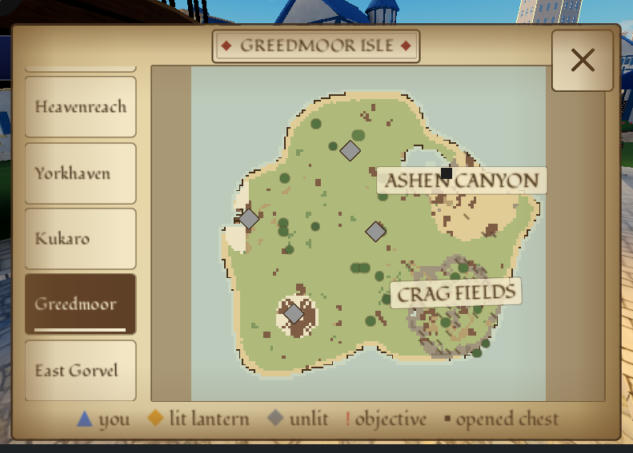 GREEDMOOR ISLE
Heavenreach
Yorkhaven
Kukaro
Greedmoor
East Gorvel
ASHEN CANYON
CRAG FIELDS
you
lit lantern
unlit
! objective
opened chest